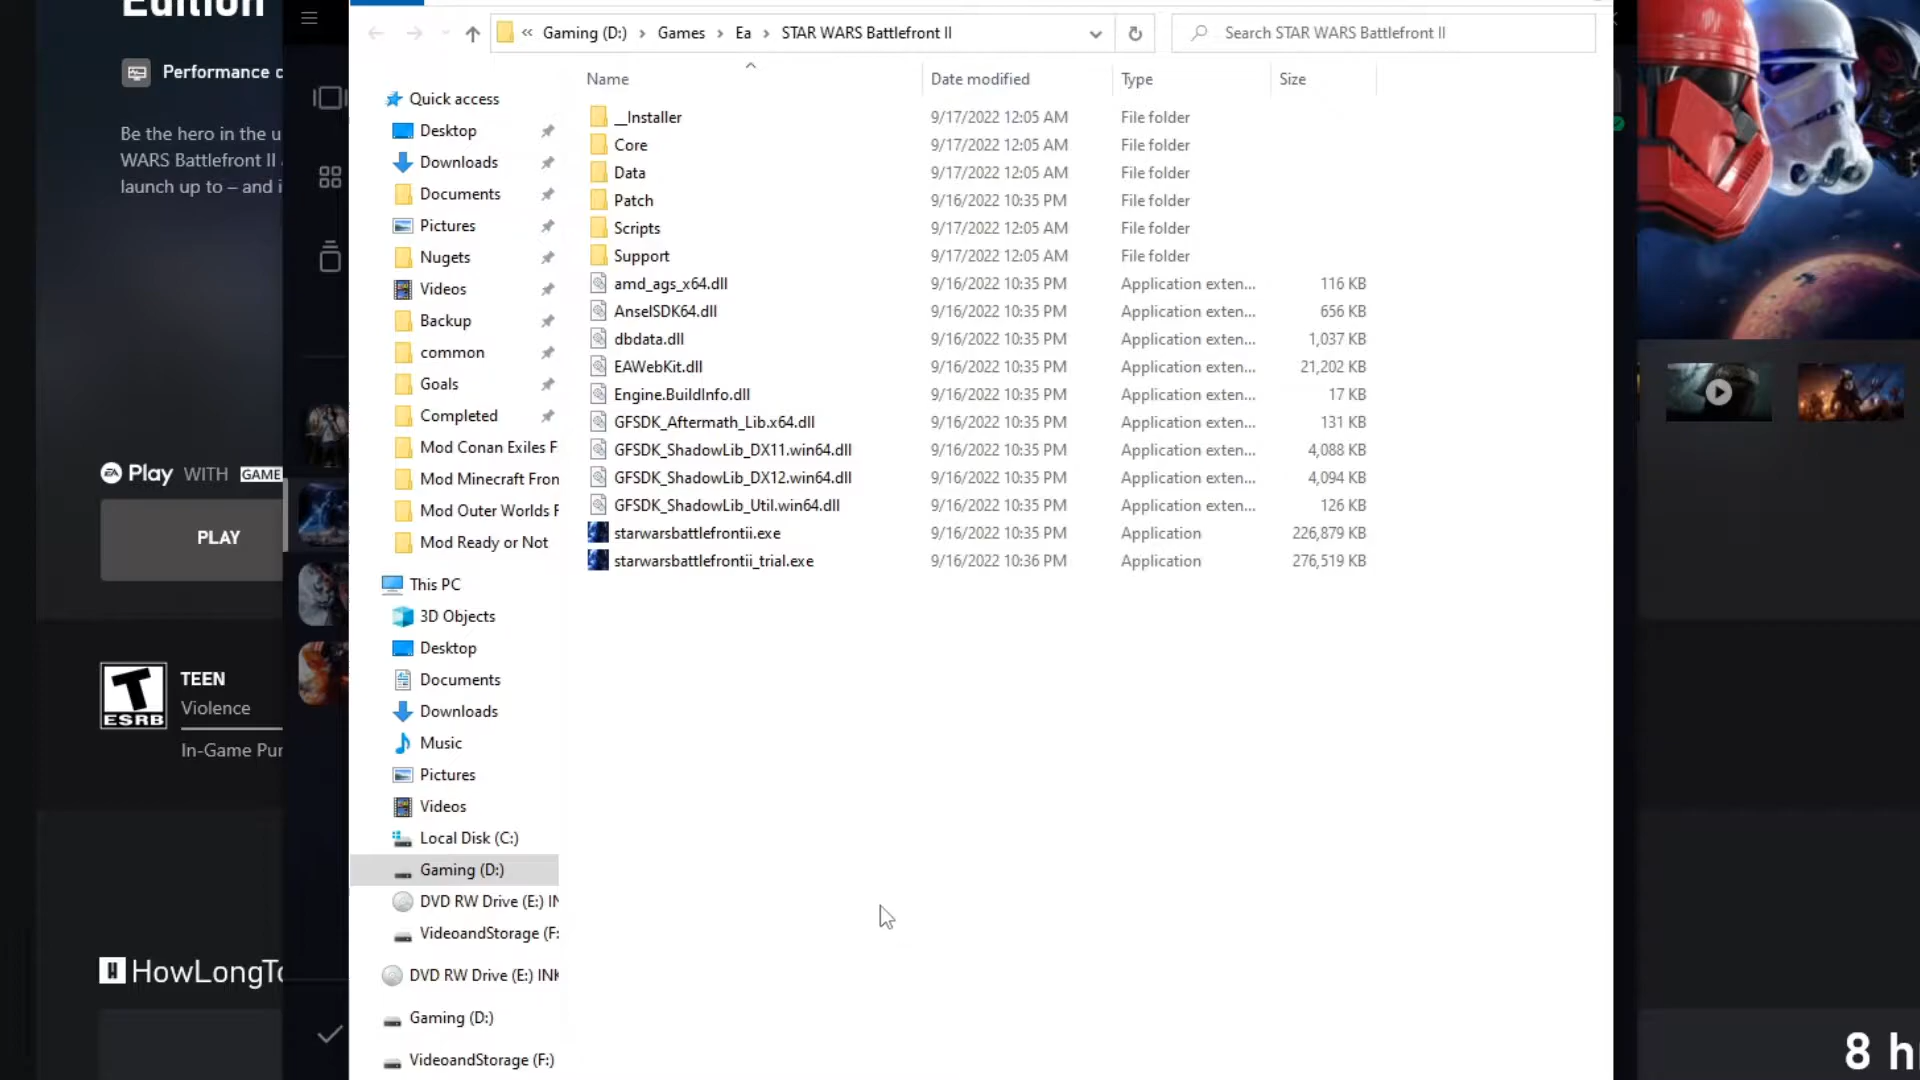 Edition
Performance c
Be the hero in the u
WARS Battlefront II
launch up to – and i
Play WITH GAME
PLAY
T
ESRB
TEEN
Violence
In-Game Pur
HowLongTo
« Gaming (D:) › Games › Ea › STAR WARS Battlefront II
Search STAR WARS Battlefront II
Name Date modified Type Size
Quick access
Desktop
Downloads
Documents
Pictures
Nugets
Videos
Backup
common
Goals
Completed
Mod Conan Exiles F
Mod Minecraft Fron
Mod Outer Worlds F
Mod Ready or Not
This PC
3D Objects
Desktop
Documents
Downloads
Music
Pictures
Videos
Local Disk (C:)
Gaming (D:)
DVD RW Drive (E:) IN
VideoandStorage (F:
DVD RW Drive (E:) INK
Gaming (D:)
VideoandStorage (F:)
__Installer 9/17/2022 12:05 AM File folder
Core 9/17/2022 12:05 AM File folder
Data 9/17/2022 12:05 AM File folder
Patch 9/16/2022 10:35 PM File folder
Scripts 9/17/2022 12:05 AM File folder
Support 9/17/2022 12:05 AM File folder
amd_ags_x64.dll 9/16/2022 10:35 PM Application exten... 116 KB
AnselSDK64.dll 9/16/2022 10:35 PM Application exten... 656 KB
dbdata.dll 9/16/2022 10:35 PM Application exten... 1,037 KB
EAWebKit.dll 9/16/2022 10:35 PM Application exten... 21,202 KB
Engine.BuildInfo.dll 9/16/2022 10:35 PM Application exten... 17 KB
GFSDK_Aftermath_Lib.x64.dll 9/16/2022 10:35 PM Application exten... 131 KB
GFSDK_ShadowLib_DX11.win64.dll 9/16/2022 10:35 PM Application exten... 4,088 KB
GFSDK_ShadowLib_DX12.win64.dll 9/16/2022 10:35 PM Application exten... 4,094 KB
GFSDK_ShadowLib_Util.win64.dll 9/16/2022 10:35 PM Application exten... 126 KB
starwarsbattlefrontii.exe 9/16/2022 10:35 PM Application 226,879 KB
starwarsbattlefrontii_trial.exe 9/16/2022 10:36 PM Application 276,519 KB
8 h